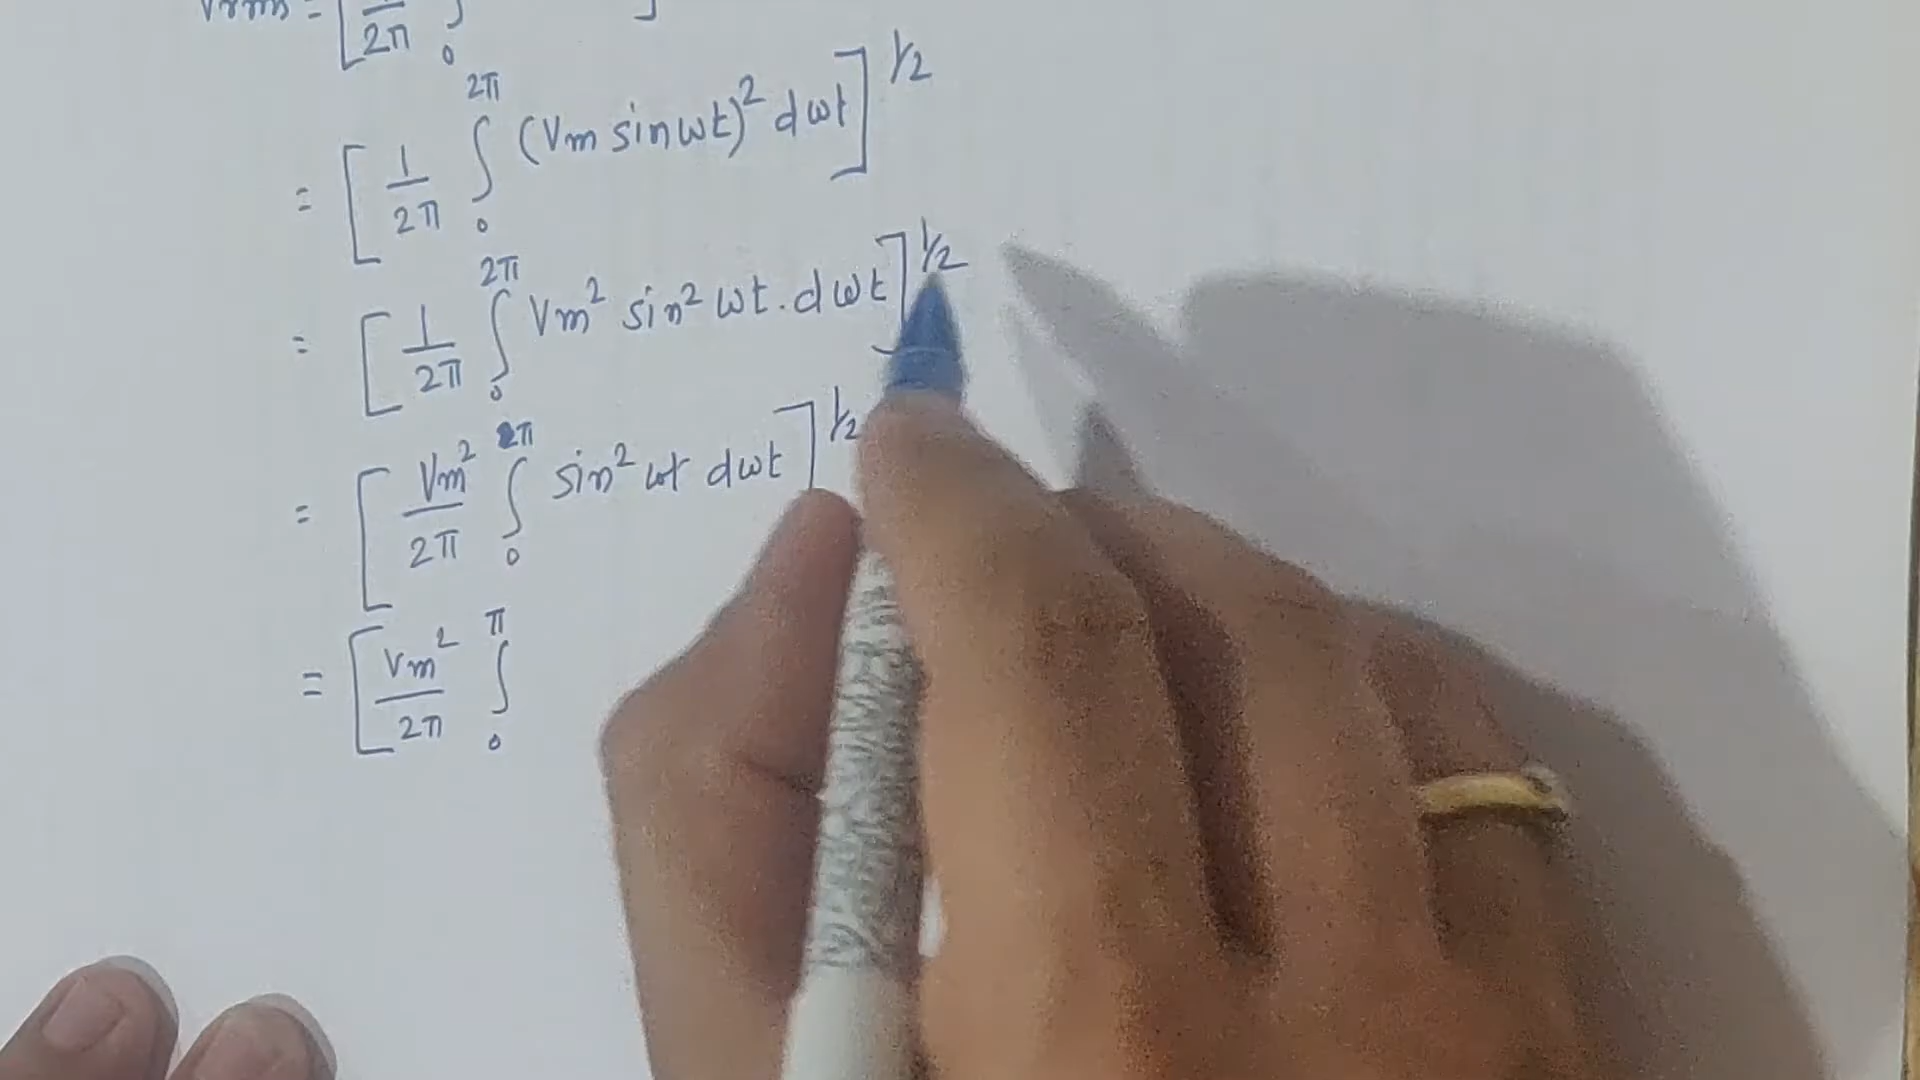 Vrms = [ 1/2π ∫₀ ]
= [ 1/2π ∫₀^2π (Vm sinωt)² dωt ]^1/2
= [ 1/2π ∫₀^2π Vm² sin² ωt . dωt ]^1/2
= [ Vm²/2π ∫₀^2π sin² ωt dωt ]^1/2
= [ Vm²/2π ∫₀^π